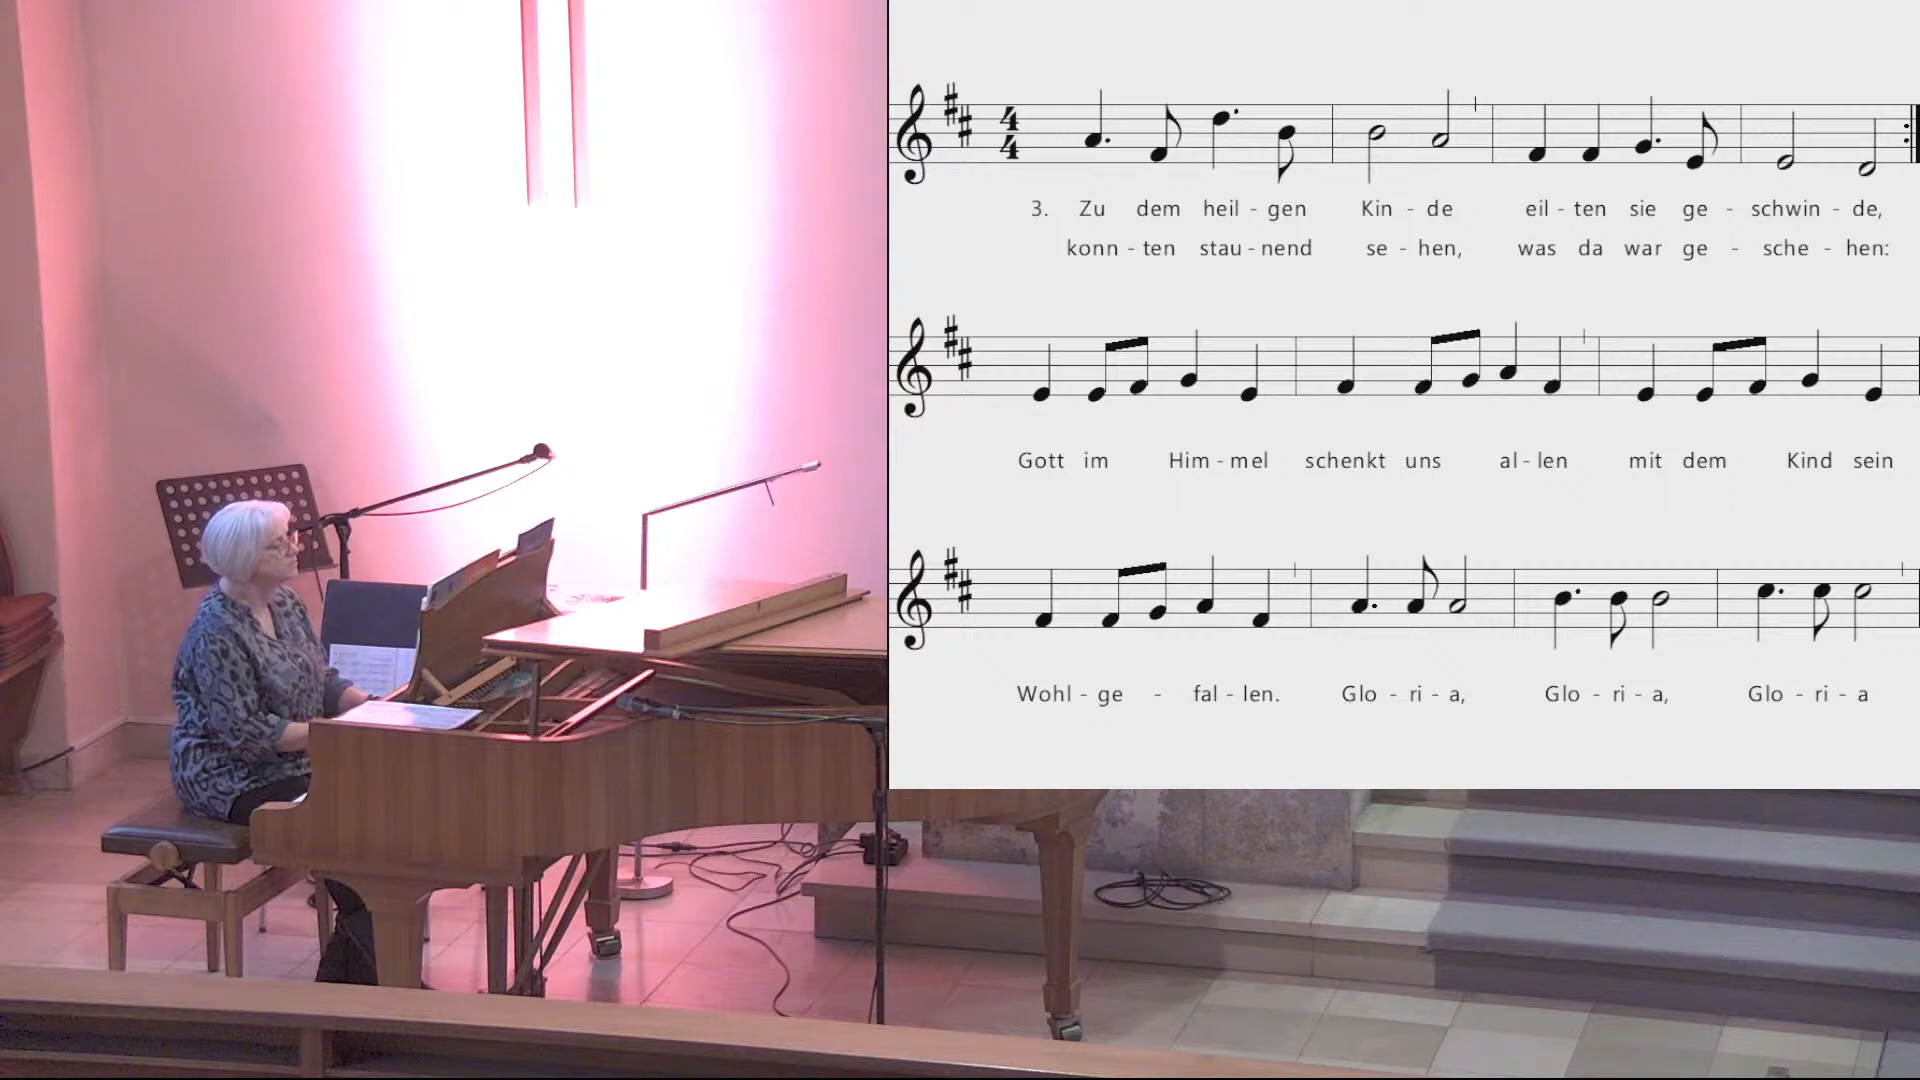 3. Zu dem heil - gen Kin - de eil - ten sie ge - schwin - de,
konn - ten stau - nend se - hen, was da war ge - sche - hen:
Gott im Him - mel schenkt uns al - len mit dem Kind sein
Wohl - ge - fal - len. Glo - ri - a, Glo - ri - a, Glo - ri - a